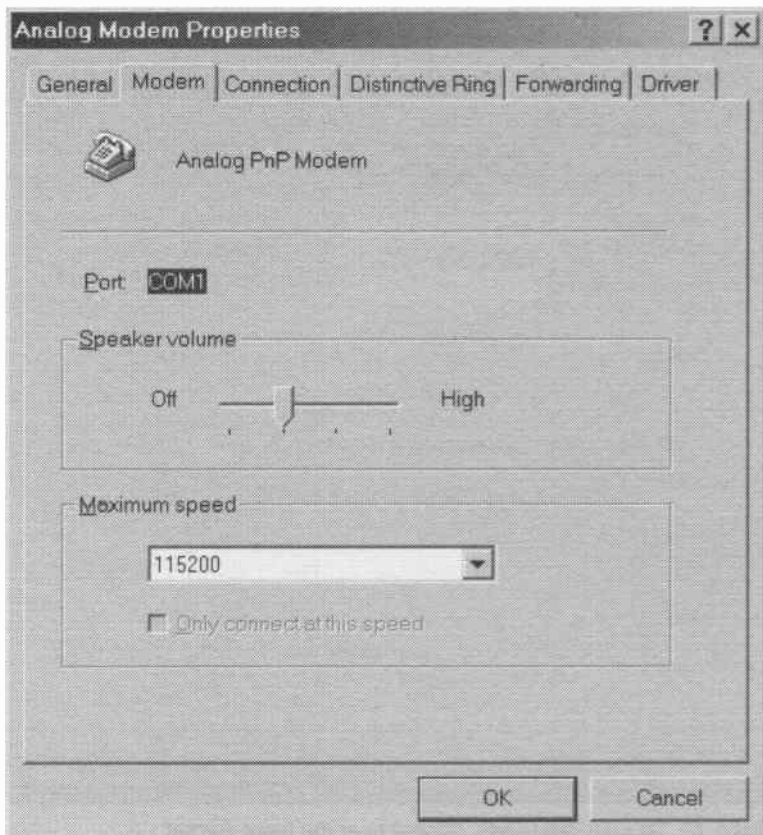 Analog Modem Properties ? ×
General Modem Connection Distinctive Ring Forwarding Driver
Analog PnP Modem
Port COM1
Speaker volume
Off High
Maximum speed
115200
Only connect at this speed
OK Cancel